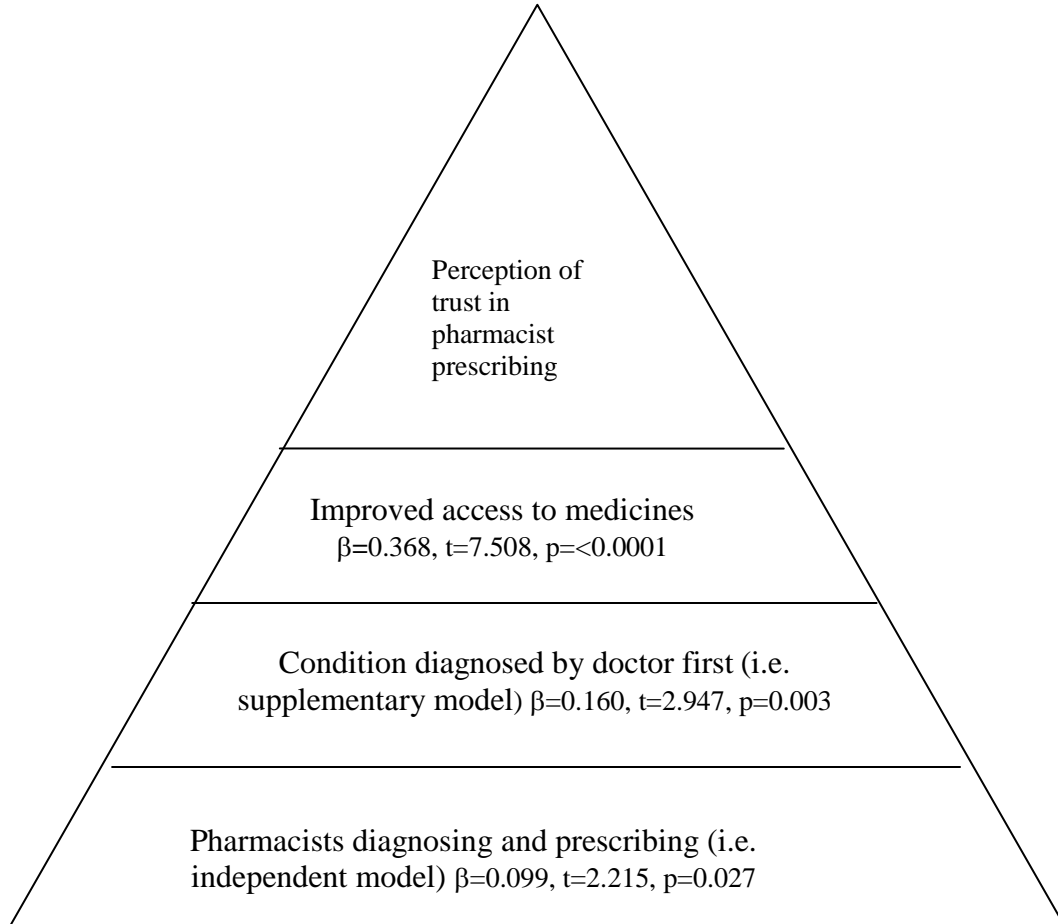 Perception of
trust in
pharmacist
prescribing
Improved access to medicines
β=0.368, t=7.508, p=<0.0001
Condition diagnosed by doctor first (i.e.
supplementary model) β=0.160, t=2.947, p=0.003
Pharmacists diagnosing and prescribing (i.e.
independent model) β=0.099, t=2.215, p=0.027